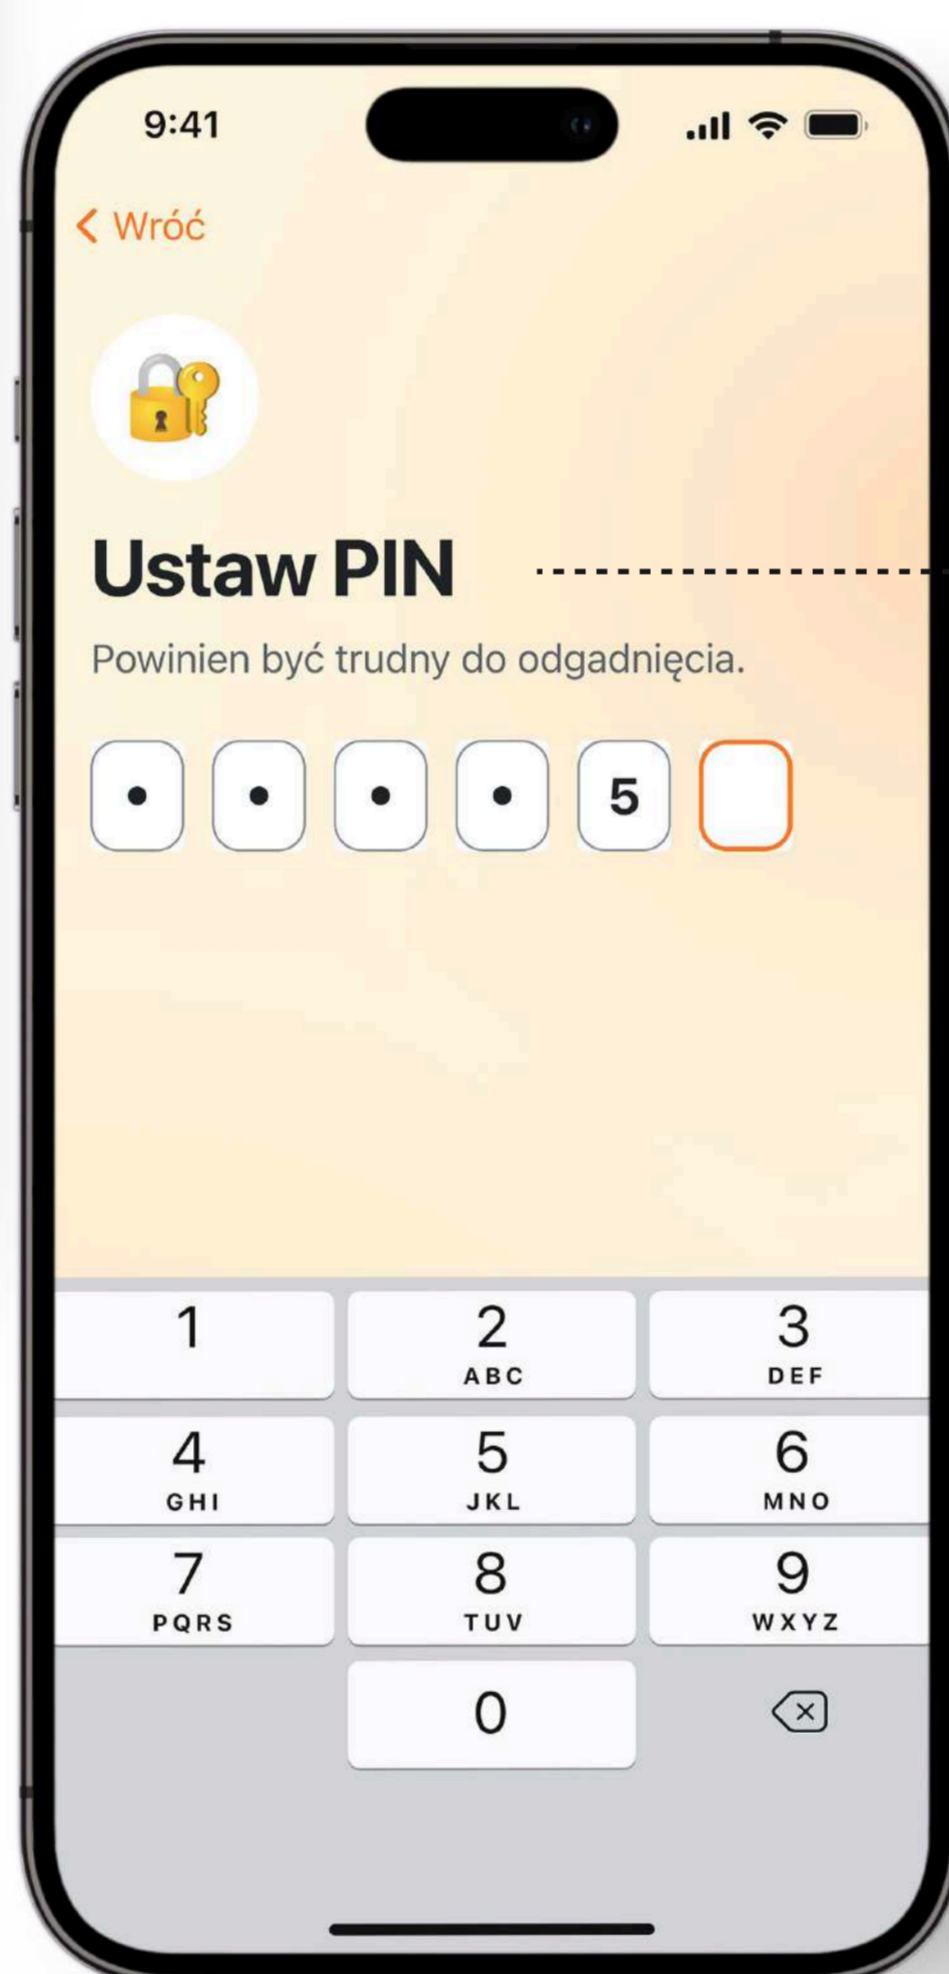 9:41
Wróć
Ustaw PIN
Powinien być trudny do odgadnięcia.
• • • • 5
1
2
3
ABC
DEF
4
5
6
GHI
JKL
MNO
7
8
9
PQRS
TUV
WXYZ
0